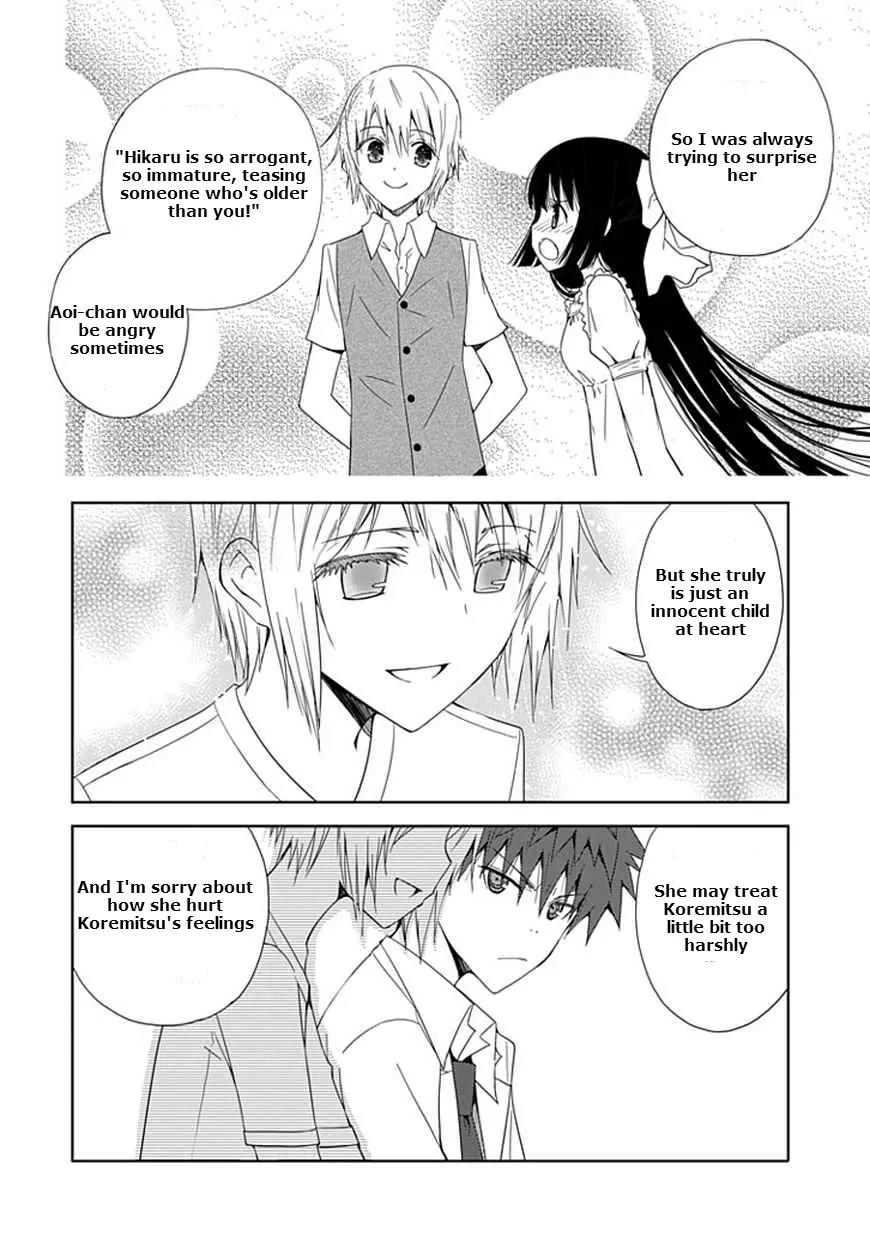 So I was always
trying to surprise
her
"Hikaru is so arrogant,
so immature, teasing
someone who's older
than you!"
Aoi-chan would
be angry
sometimes
But she truly
is just an
innocent child
at heart
She may treat
Koremitsu a
little bit too
harshly
And I'm sorry about
how she hurt
Koremitsu's feelings